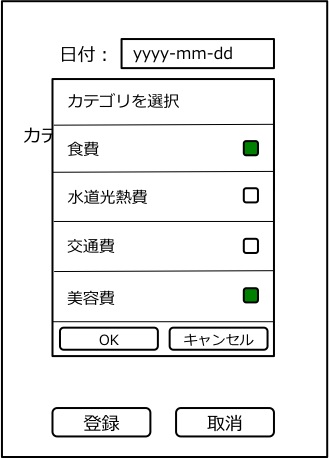 日付： yyyy-mm-dd
カテゴリを選択
カテ
食費
水道光熱費
交通費
美容費
OK キャンセル
登録 取消